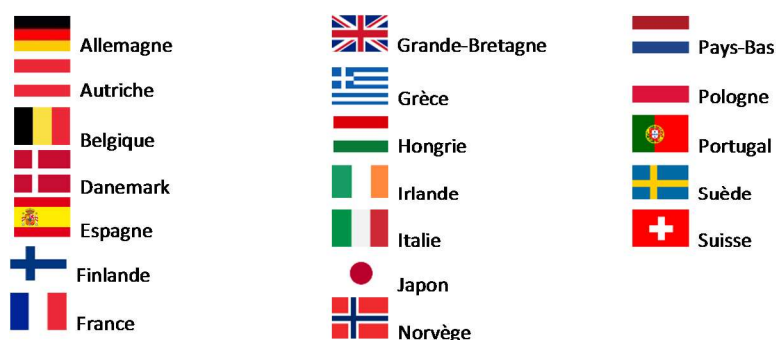 Allemagne
Autriche
Belgique
Danemark
Espagne
Finlande
France
Grande-Bretagne
Grèce
Hongrie
Irlande
Italie
Japon
Norvège
Pays-Bas
Pologne
Portugal
Suède
Suisse